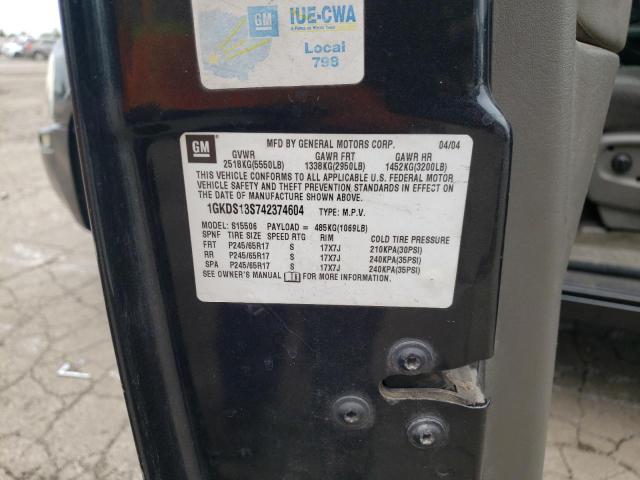 GM
IUE-CWA
Local
798
GM
MFD BY GENERAL MOTORS CORP. 04/04
GVWR GAWR FRT GAWR RR
2518KG(5550LB) 1338KG(2950LB) 1452KG(3200LB)
THIS VEHICLE CONFORMS TO ALL APPLICABLE U.S. FEDERAL MOTOR
VEHICLE SAFETY AND THEFT PREVENTION STANDARDS IN EFFECT ON
THE DATE OF MANUFACTURE SHOWN ABOVE.
1GKDS13S742374604 TYPE: M.P.V.
MODEL: S15506 PAYLOAD = 485KG(1069LB)
SPNF TIRE SIZE SPEED RTG RIM COLD TIRE PRESSURE
FRT P245/65R17 S 17X7J 210KPA(30PSI)
RR P245/65R17 S 17X7J 240KPA(35PSI)
SPA P245/65R17 S 17X7J 240KPA(35PSI)
SEE OWNER'S MANUAL FOR MORE INFORMATION.